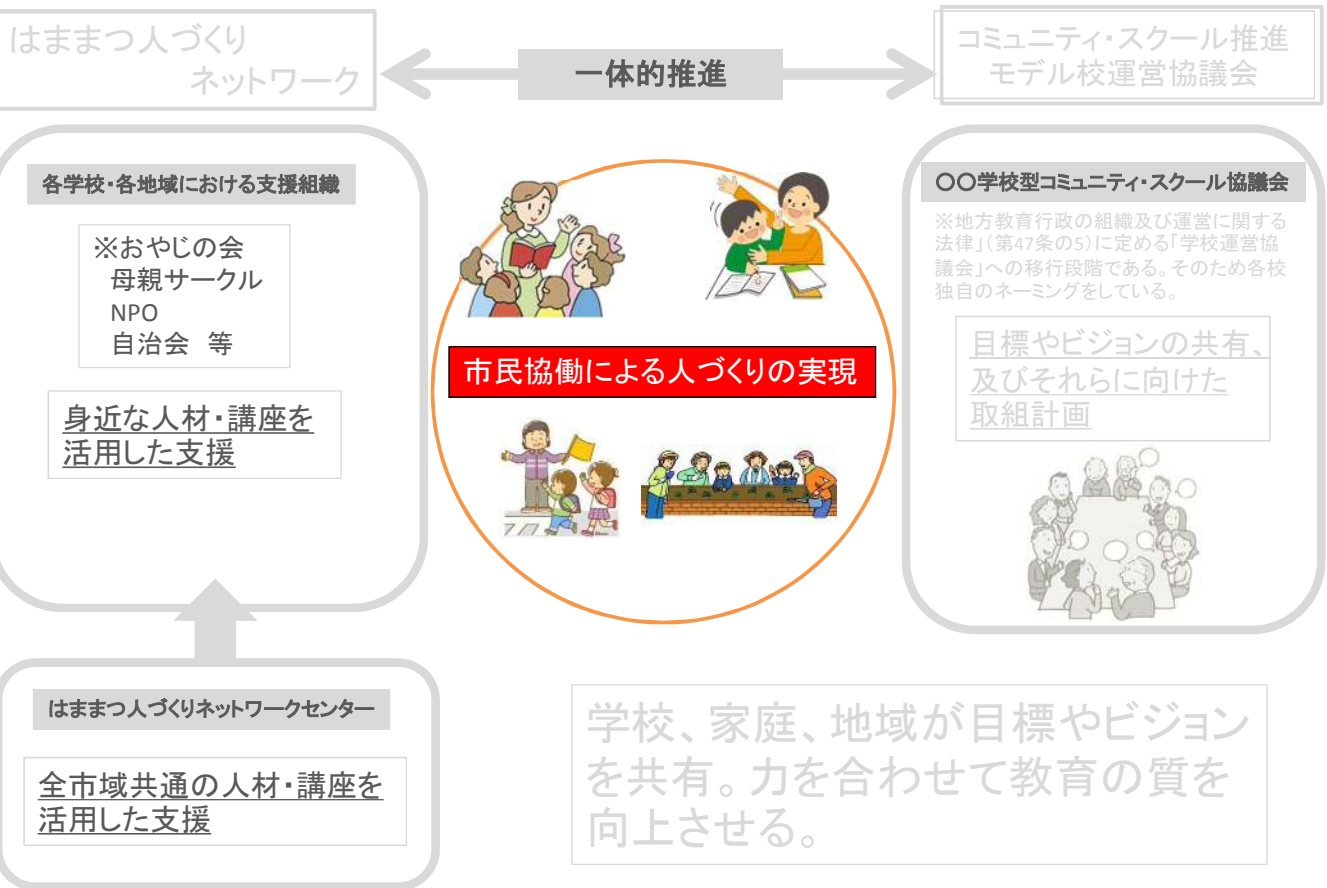 はままつ人づくり
ネットワーク
一体的推進
コミュニティ・スクール推進
モデル校運営協議会
各学校・各地域における支援組織
※おやじの会
母親サークル
NPO
自治会 等
身近な人材・講座を
活用した支援
市民協働による人づくりの実現
〇〇学校型コミュニティ・スクール協議会
※地方教育行政の組織及び運営に関する
法律」(第47条の5)に定める「学校運営協
議会」への移行段階である。そのため各校
独自のネーミングをしている。
目標やビジョンの共有、
及びそれらに向けた
取組計画
はままつ人づくりネットワークセンター
全市域共通の人材・講座を
活用した支援
学校、家庭、地域が目標やビジョン
を共有。力を合わせて教育の質を
向上させる。